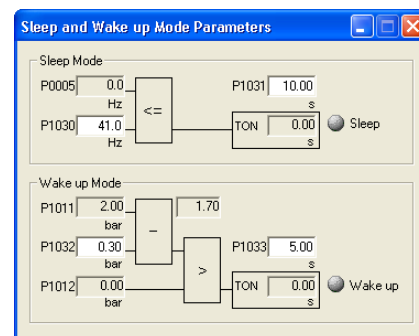 Sleep and Wake up Mode Parameters
Sleep Mode
P0005 0.0 P1031 10.00
Hz <= s
P1030 41.0 TON 0.00 Sleep
Hz s
Wake up Mode
P1011 2.00 1.70
bar -
P1032 0.30 P1033 5.00
bar > s
P1012 0.00 TON 0.00 Wake up
bar s